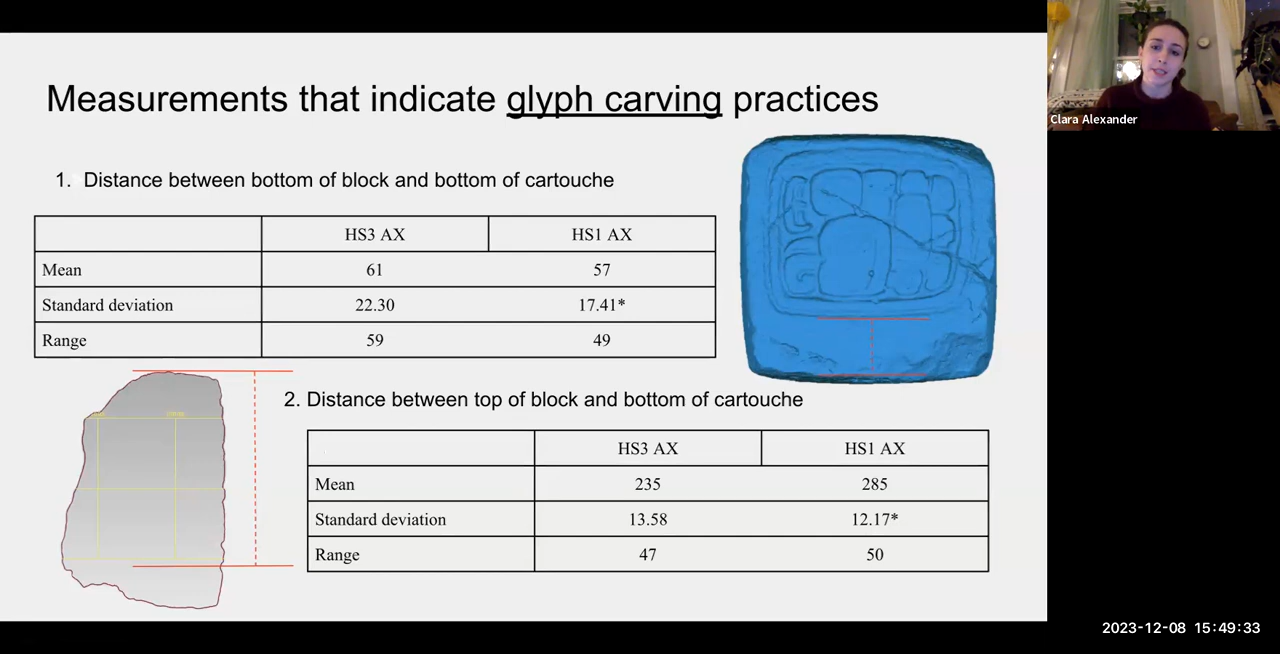 Measurements that indicate glyph carving practices
Clara Alexander
1. Distance between bottom of block and bottom of cartouche
HS3 AX HS1 AX
Mean 61 57
Standard deviation 22.30 17.41*
Range 59 49
2. Distance between top of block and bottom of cartouche
HS3 AX HS1 AX
Mean 235 285
Standard deviation 13.58 12.17*
Range 47 50
2023-12-08 15:49:33